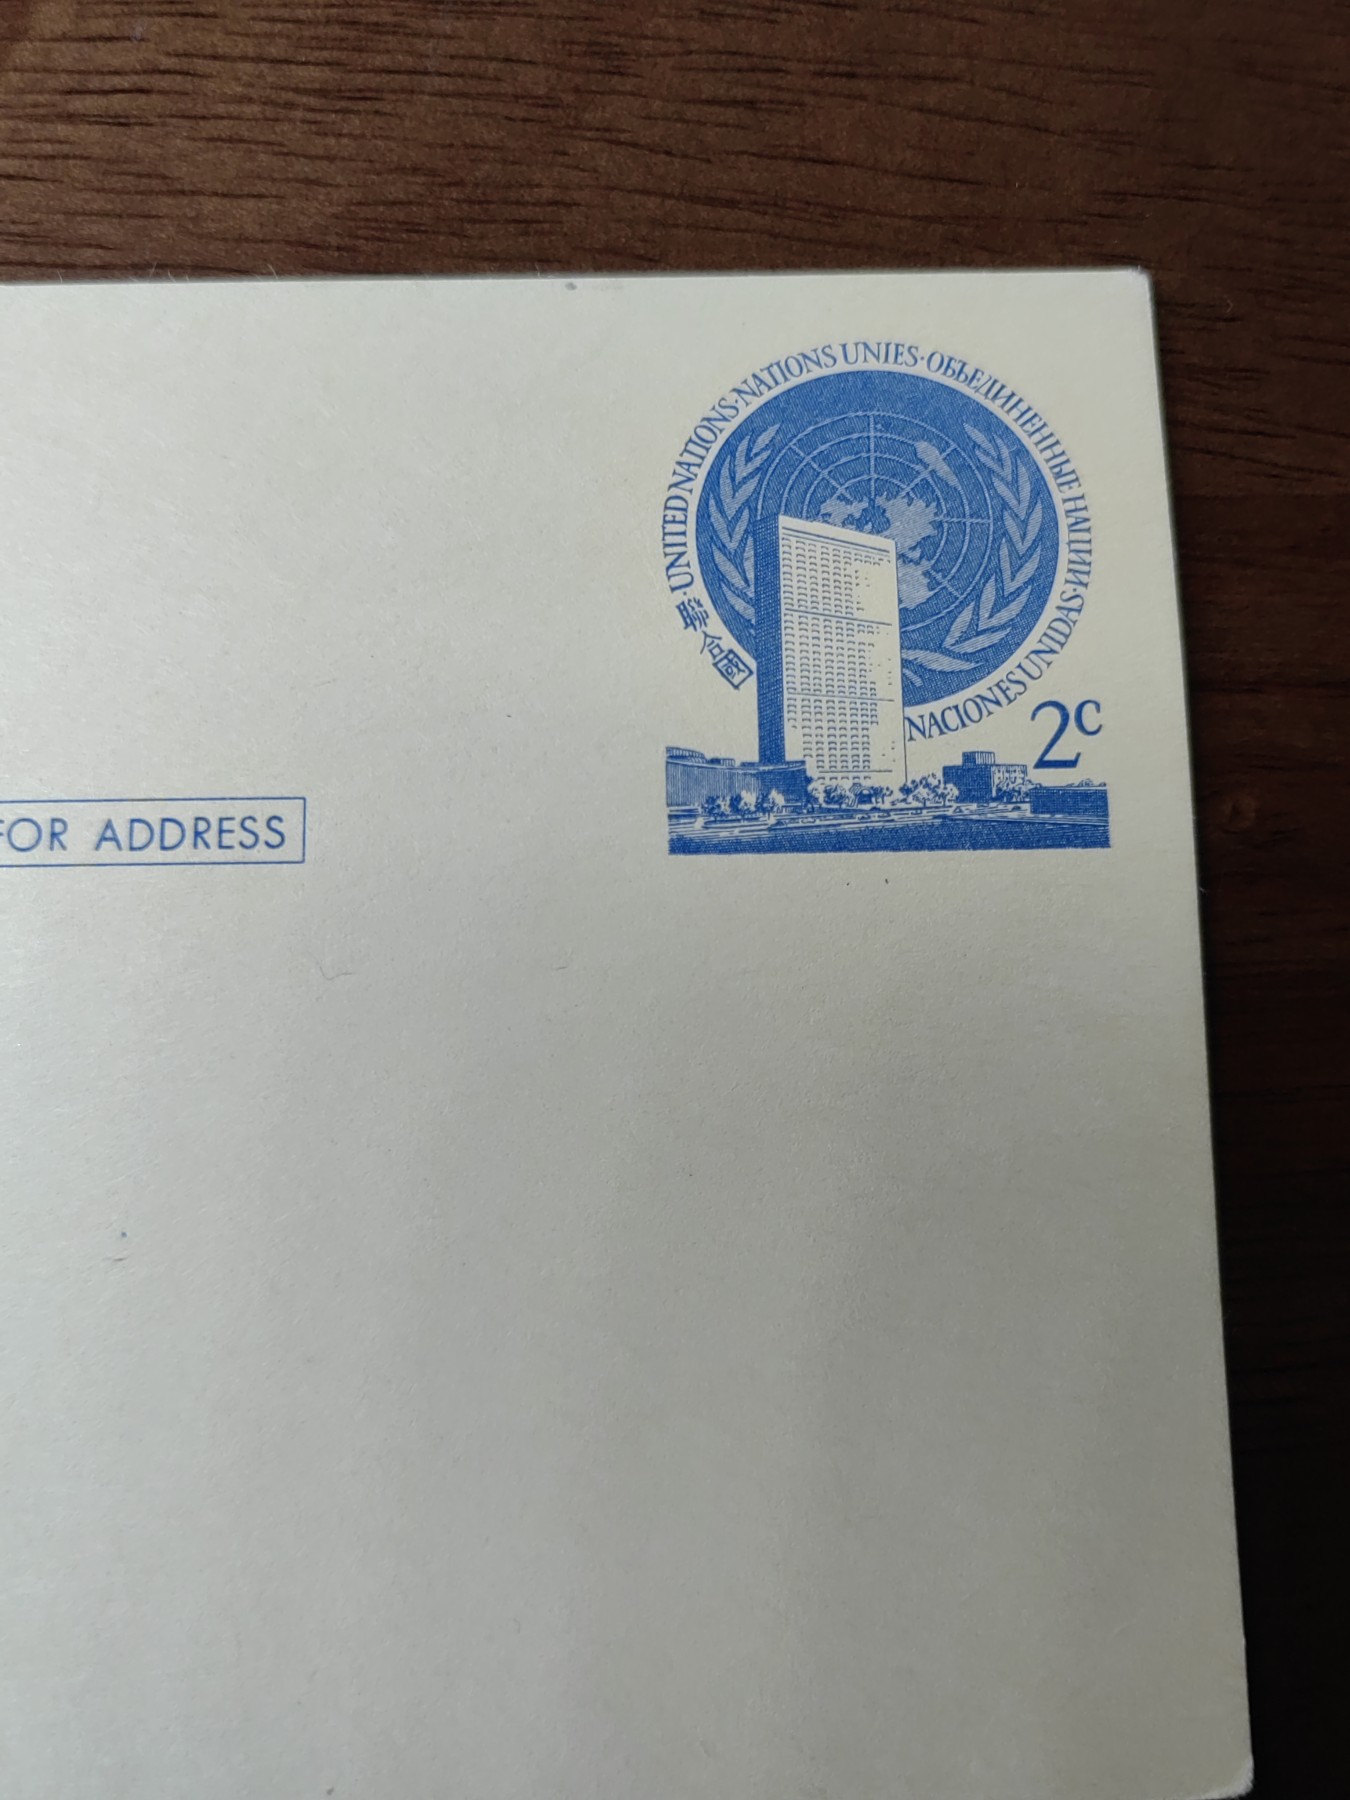 聯合國·UNITED NATIONS·NATIONS UNIES·ОБЪЕДИНЕННЫЕ НАЦИИ·NACIONES UNIDAS·
2c
FOR ADDRESS